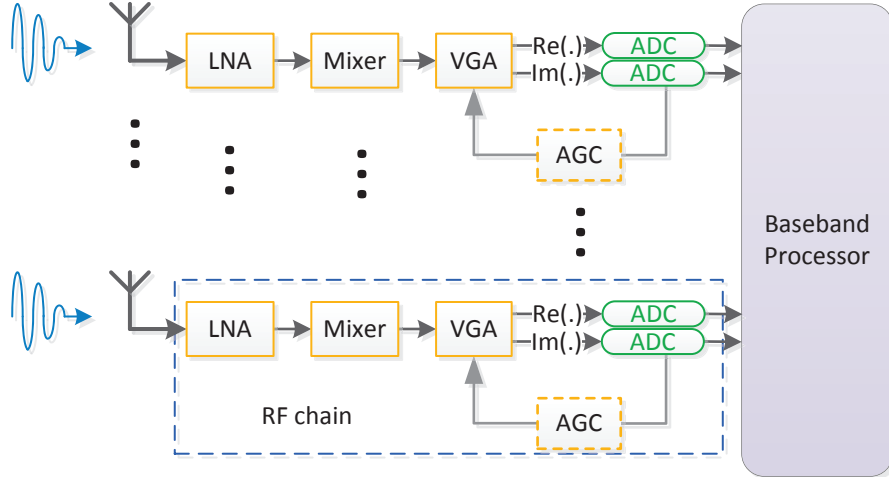 LNA
Mixer
VGA
Re(.)
Im(.)
ADC
ADC
AGC
Baseband
Processor
LNA
Mixer
VGA
Re(.)
Im(.)
ADC
ADC
AGC
RF chain